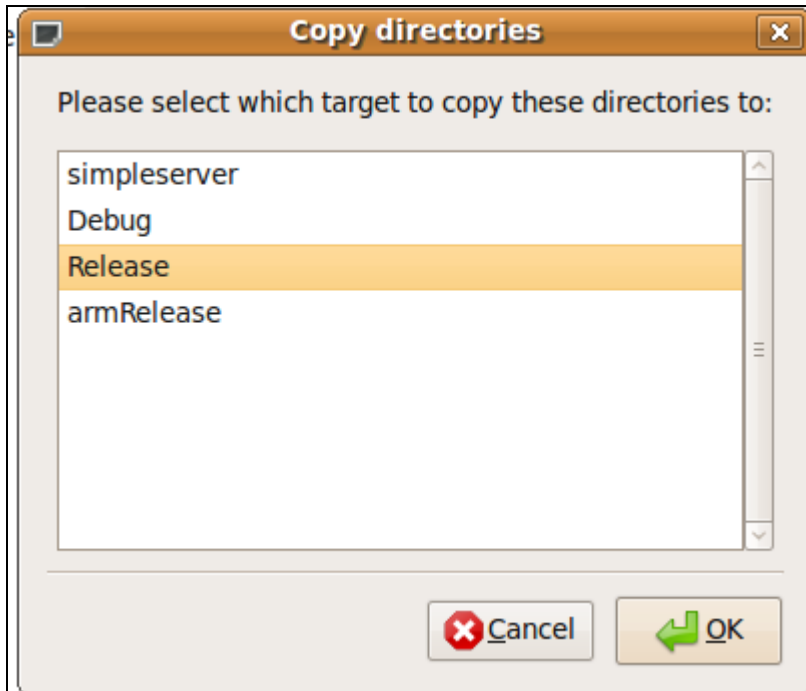 Copy directories
Please select which target to copy these directories to:
simpleserver
Debug
Release
armRelease
Cancel
OK